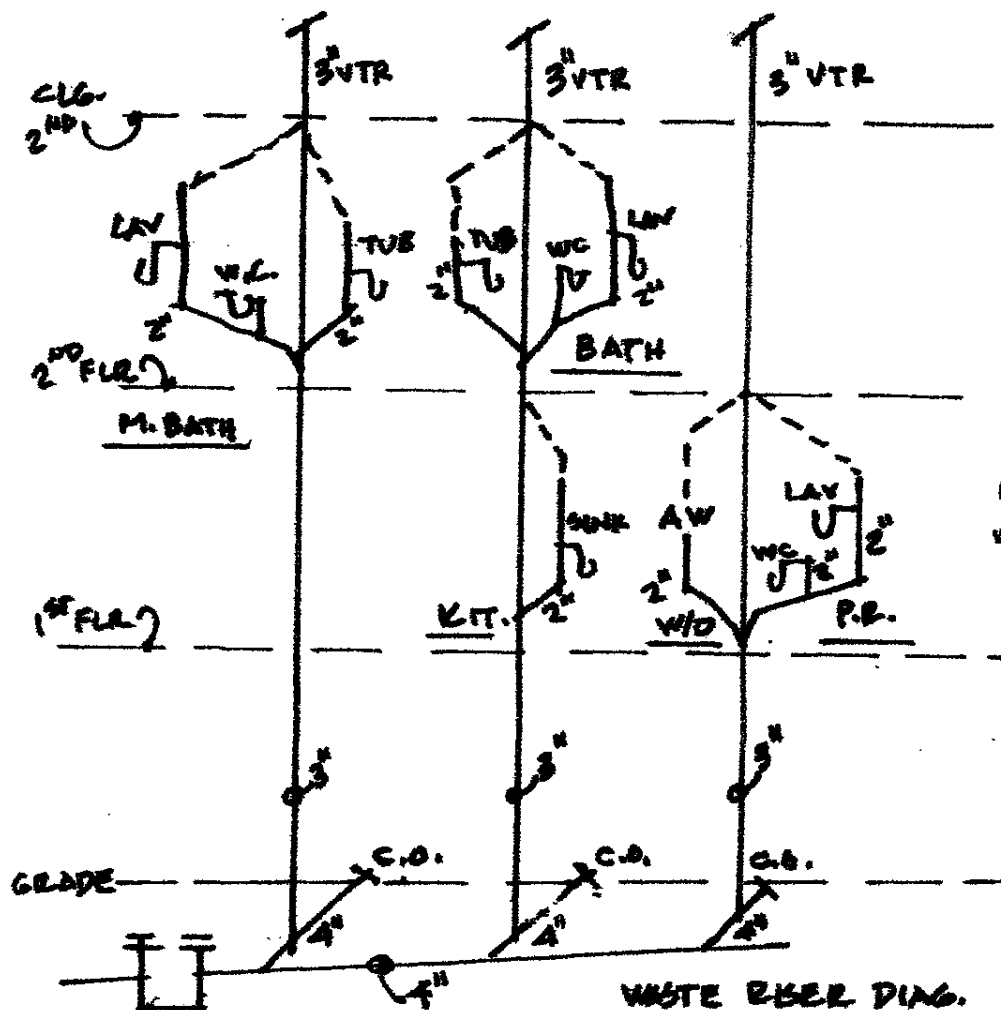 3" VTR
3" VTR
3" VTR
CLG.
2ND
LAV
TUB
TUB
WC
LAV
W.C.
2"
2"
2"
2"
BATH
2ND FLR.
M. BATH
LAV
AW
SINK
2"
WC
2"
2"
2"
1ST FLR.
KIT.
W/D
P.R.
3"
3"
3"
C.O.
C.O.
C.O.
GRADE
4"
4"
4"
4"
WASTE RISER DIAG.